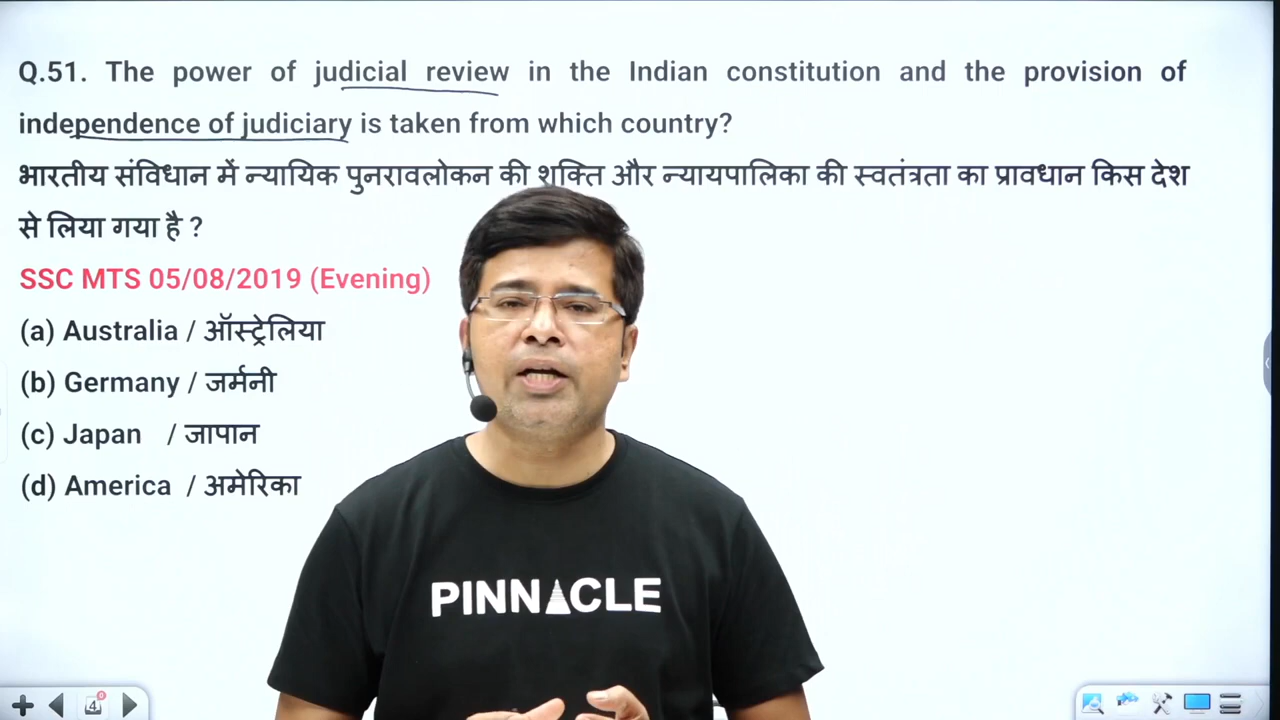 Q.51. The power of judicial review in the Indian constitution and the provision of
independence of judiciary is taken from which country?
भारतीय संविधान में न्यायिक पुनरावलोकन की शक्ति और न्यायपालिका की स्वतंत्रता का प्रावधान किस देश
से लिया गया है ?
SSC MTS 05/08/2019 (Evening)
(a) Australia / ऑस्ट्रेलिया
(b) Germany / जर्मनी
(c) Japan / जापान
(d) America / अमेरिका
PINNACLE
4